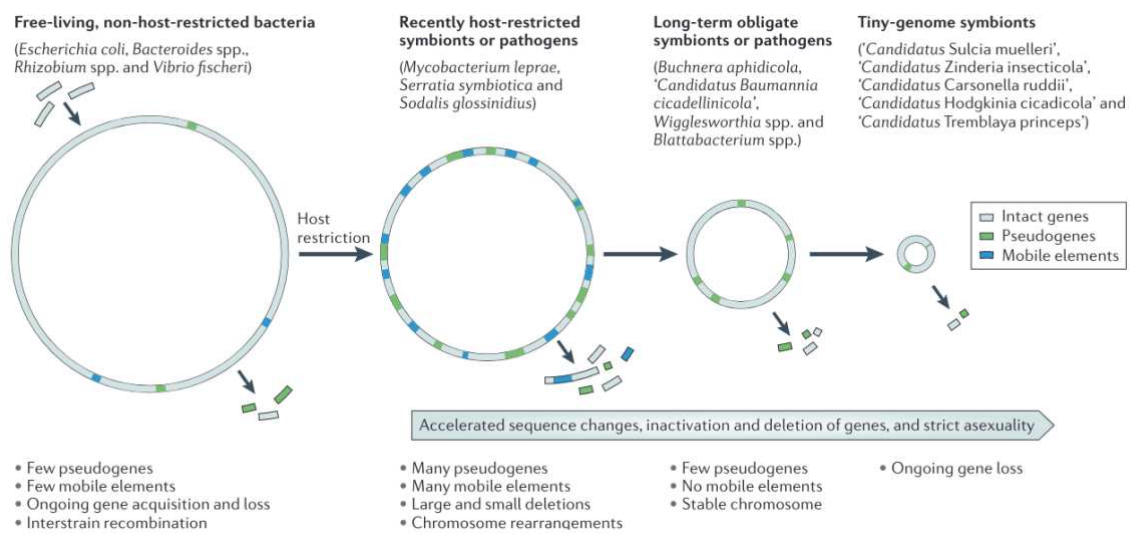 Free-living, non-host-restricted bacteria
(Escherichia coli, Bacteroides spp.,
Rhizobium spp. and Vibrio fischeri)
Recently host-restricted
symbionts or pathogens
(Mycobacterium leprae,
Serratia symbiotica and
Sodalis glossinidius)
Long-term obligate
symbionts or pathogens
(Buchnera aphidicola,
‘Candidatus Baumannia
cicadellinicola’,
Wigglesworthia spp. and
Blattabacterium spp.)
Tiny-genome symbionts
(‘Candidatus Sulcia muelleri’,
‘Candidatus Zinderia insecticola’,
‘Candidatus Carsonella ruddii’,
‘Candidatus Hodgkinia cicadicola’ and
‘Candidatus Tremblaya princeps’)
Host
restriction
Intact genes
Pseudogenes
Mobile elements
Accelerated sequence changes, inactivation and deletion of genes, and strict asexuality
• Few pseudogenes
• Few mobile elements
• Ongoing gene acquisition and loss
• Interstrain recombination
• Many pseudogenes
• Many mobile elements
• Large and small deletions
• Chromosome rearrangements
• Few pseudogenes
• No mobile elements
• Stable chromosome
• Ongoing gene loss